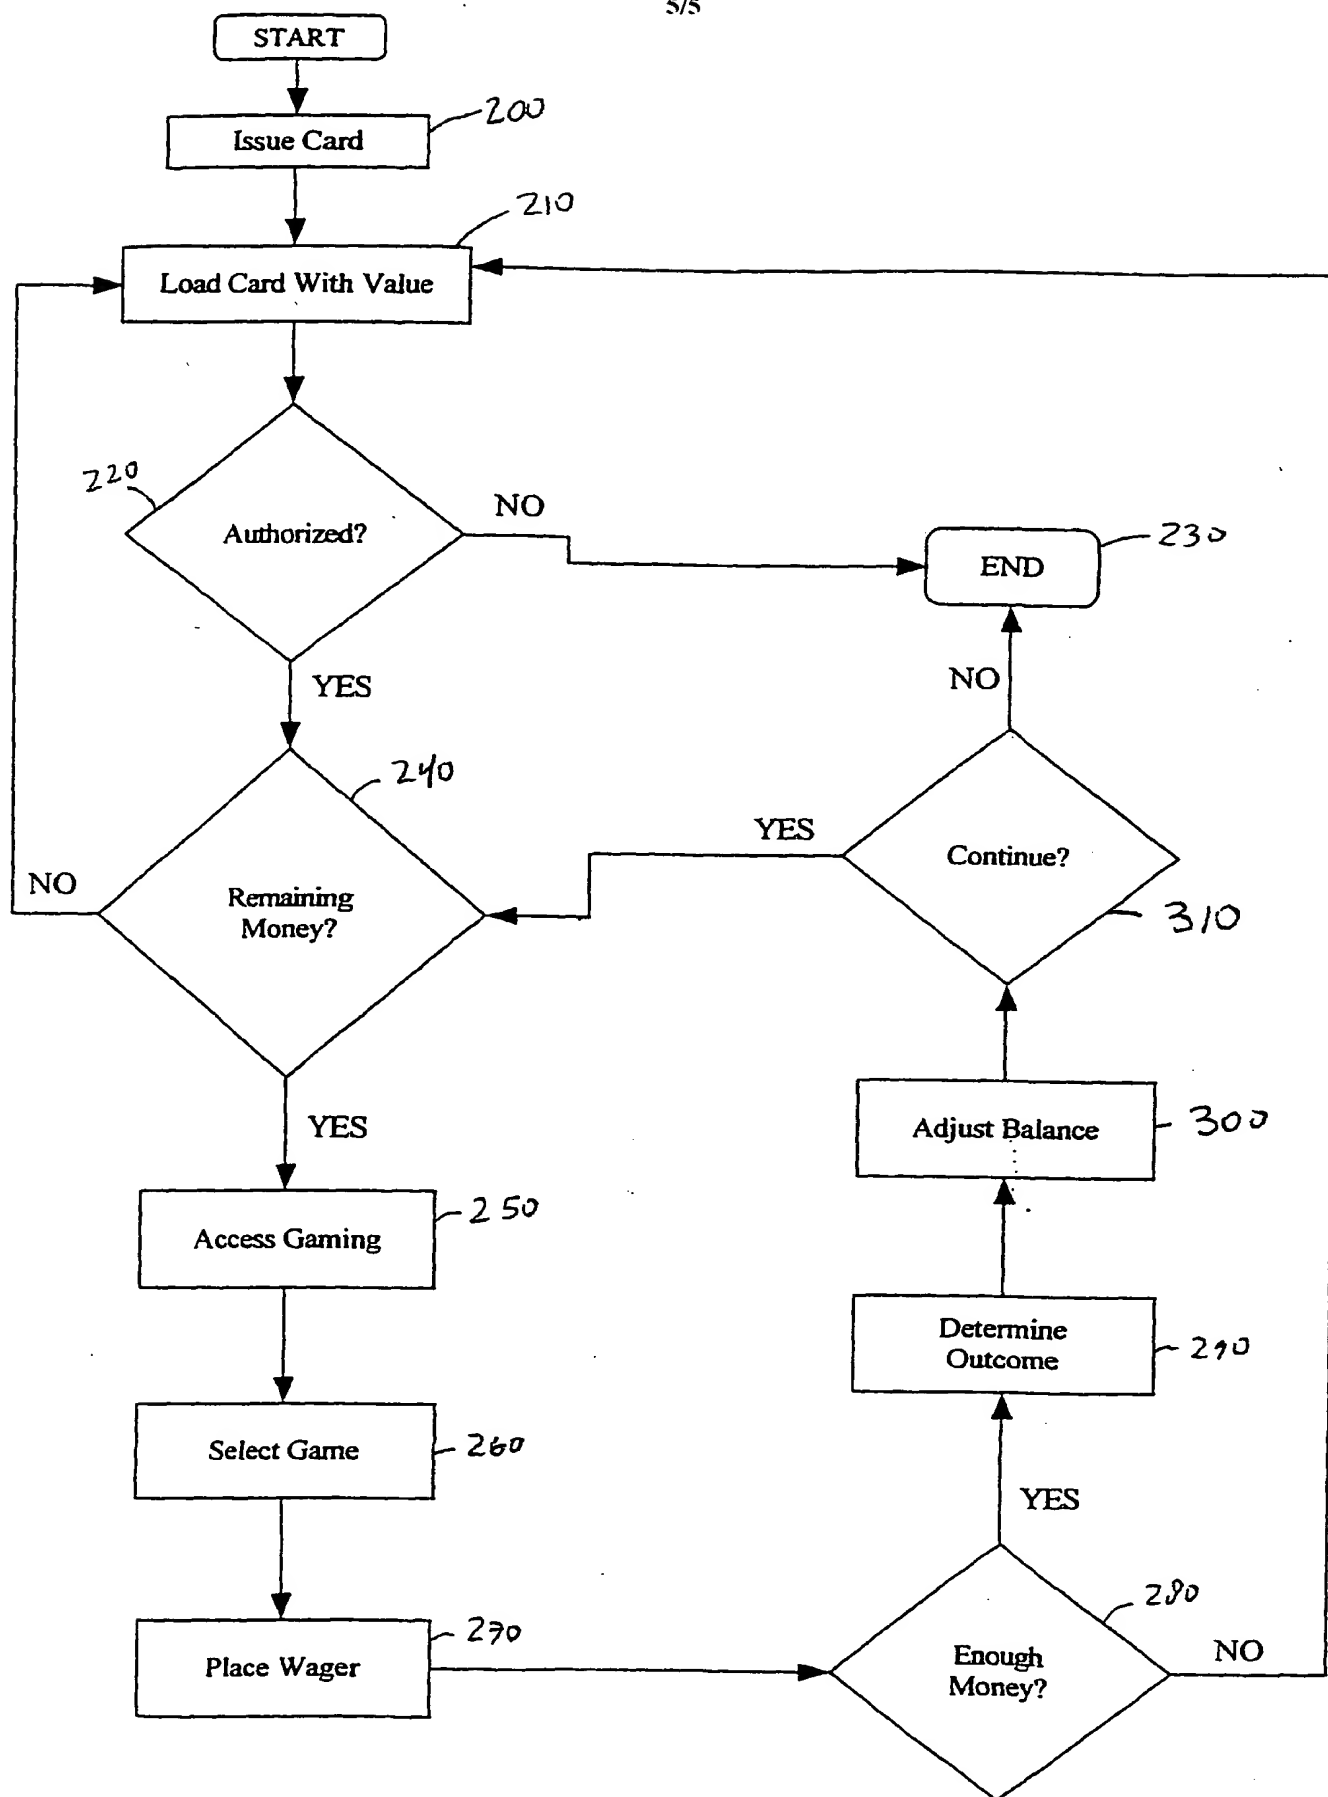 5/5
START
200
Issue Card
210
Load Card With Value
220
Authorized?
NO
END
230
YES
NO
240
YES
Continue?
NO
Remaining
Money?
310
YES
Adjust Balance
300
Access Gaming
250
Determine
Outcome
290
Select Game
260
YES
280
Place Wager
270
Enough
Money?
NO